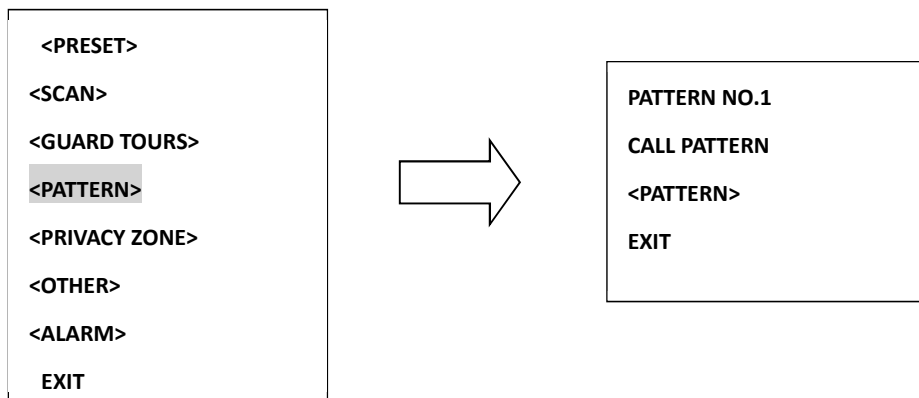 <PRESET>
<SCAN>
<GUARD TOURS>
<PATTERN>
<PRIVACY ZONE>
<OTHER>
<ALARM>
EXIT
PATTERN NO.1
CALL PATTERN
<PATTERN>
EXIT